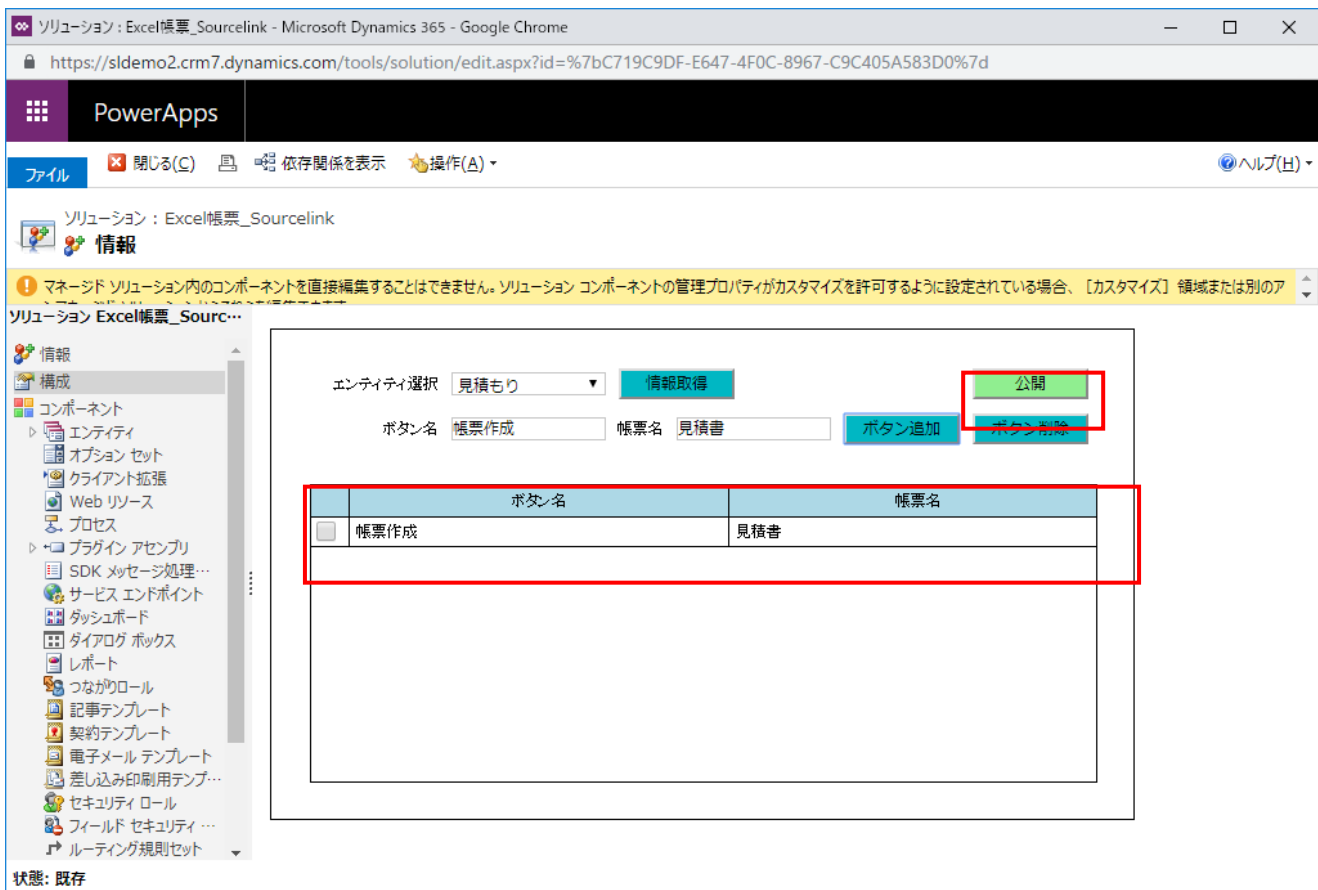 ソリューション : Excel帳票_Sourcelink - Microsoft Dynamics 365 - Google Chrome
https://sldemo2.crm7.dynamics.com/tools/solution/edit.aspx?id=%7bC719C9DF-E647-4F0C-8967-C9C405A583D0%7d
PowerApps
ファイル 閉じる(C) 依存関係を表示 操作(A) ヘルプ(H)
ソリューション : Excel帳票_Sourcelink
情報
マネージド ソリューション内のコンポーネントを直接編集することはできません。ソリューション コンポーネントの管理プロパティがカスタマイズを許可するように設定されている場合、［カスタマイズ］領域または別のア
ソリューション Excel帳票_Sourc…
情報
構成
コンポーネント
エンティティ
オプション セット
クライアント拡張
Web リソース
プロセス
プラグイン アセンブリ
SDK メッセージ処理…
サービス エンドポイント
ダッシュボード
ダイアログ ボックス
レポート
つながりロール
記事テンプレート
契約テンプレート
電子メール テンプレート
差し込み印刷用テンプ…
セキュリティ ロール
フィールド セキュリティ …
ルーティング規則セット
状態: 既存
エンティティ選択 見積もり 情報取得 公開
ボタン名 帳票作成 帳票名 見積書 ボタン追加 ボタン削除
ボタン名 帳票名
帳票作成 見積書